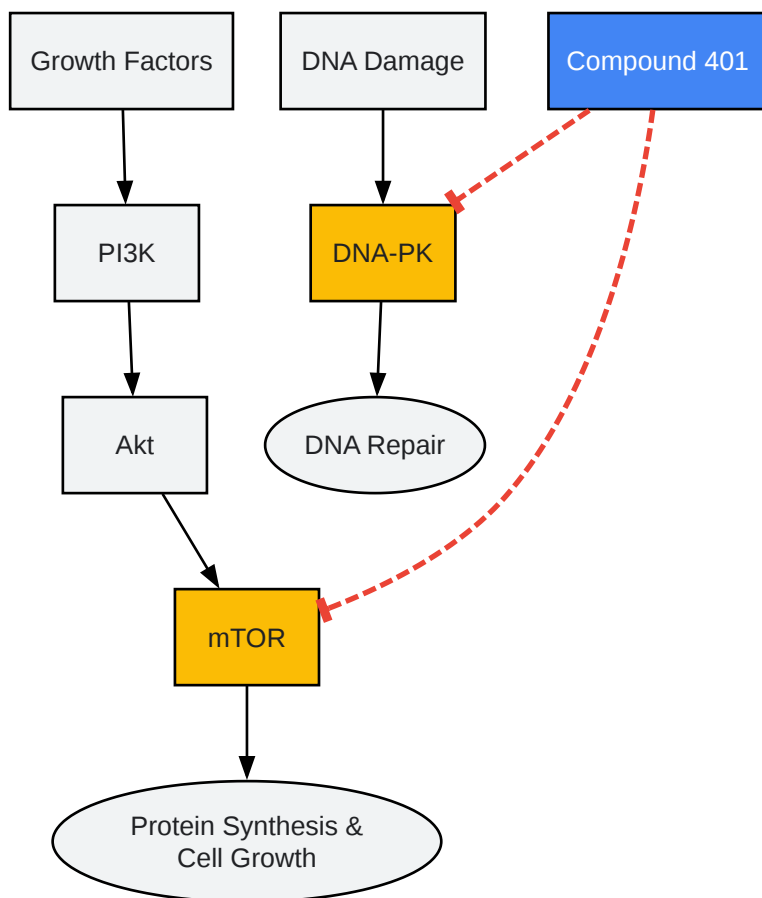 Growth Factors
DNA Damage
Compound 401
PI3K
DNA-PK
Akt
DNA Repair
mTOR
Protein Synthesis &
Cell Growth